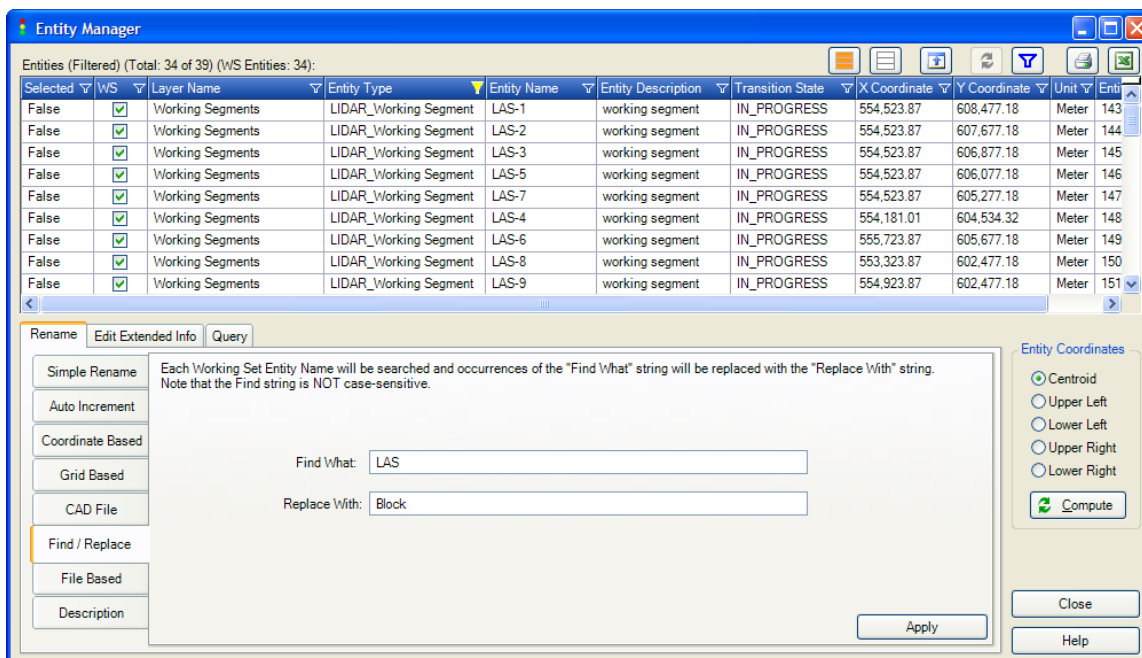 Entity Manager
Entities (Filtered) (Total: 34 of 39) (WS Entities: 34):
Selected WS Layer Name Entity Type Entity Name Entity Description Transition State X Coordinate Y Coordinate Unit Enti
False Working Segments LIDAR_Working Segment LAS-1 working segment IN_PROGRESS 554,523.87 608,477.18 Meter 143
False Working Segments LIDAR_Working Segment LAS-2 working segment IN_PROGRESS 554,523.87 607,677.18 Meter 144
False Working Segments LIDAR_Working Segment LAS-3 working segment IN_PROGRESS 554,523.87 606,877.18 Meter 145
False Working Segments LIDAR_Working Segment LAS-5 working segment IN_PROGRESS 554,523.87 606,077.18 Meter 146
False Working Segments LIDAR_Working Segment LAS-7 working segment IN_PROGRESS 554,523.87 605,277.18 Meter 147
False Working Segments LIDAR_Working Segment LAS-4 working segment IN_PROGRESS 554,181.01 604,534.32 Meter 148
False Working Segments LIDAR_Working Segment LAS-6 working segment IN_PROGRESS 555,723.87 605,677.18 Meter 149
False Working Segments LIDAR_Working Segment LAS-8 working segment IN_PROGRESS 553,323.87 602,477.18 Meter 150
False Working Segments LIDAR_Working Segment LAS-9 working segment IN_PROGRESS 554,923.87 602,477.18 Meter 151
Rename Edit Extended Info Query
Simple Rename
Auto Increment
Coordinate Based
Grid Based
CAD File
Find / Replace
File Based
Description
Each Working Set Entity Name will be searched and occurrences of the "Find What" string will be replaced with the "Replace With" string.
Note that the Find string is NOT case-sensitive.
Find What: LAS
Replace With: Block
Apply
Entity Coordinates
Centroid
Upper Left
Lower Left
Upper Right
Lower Right
Compute
Close
Help